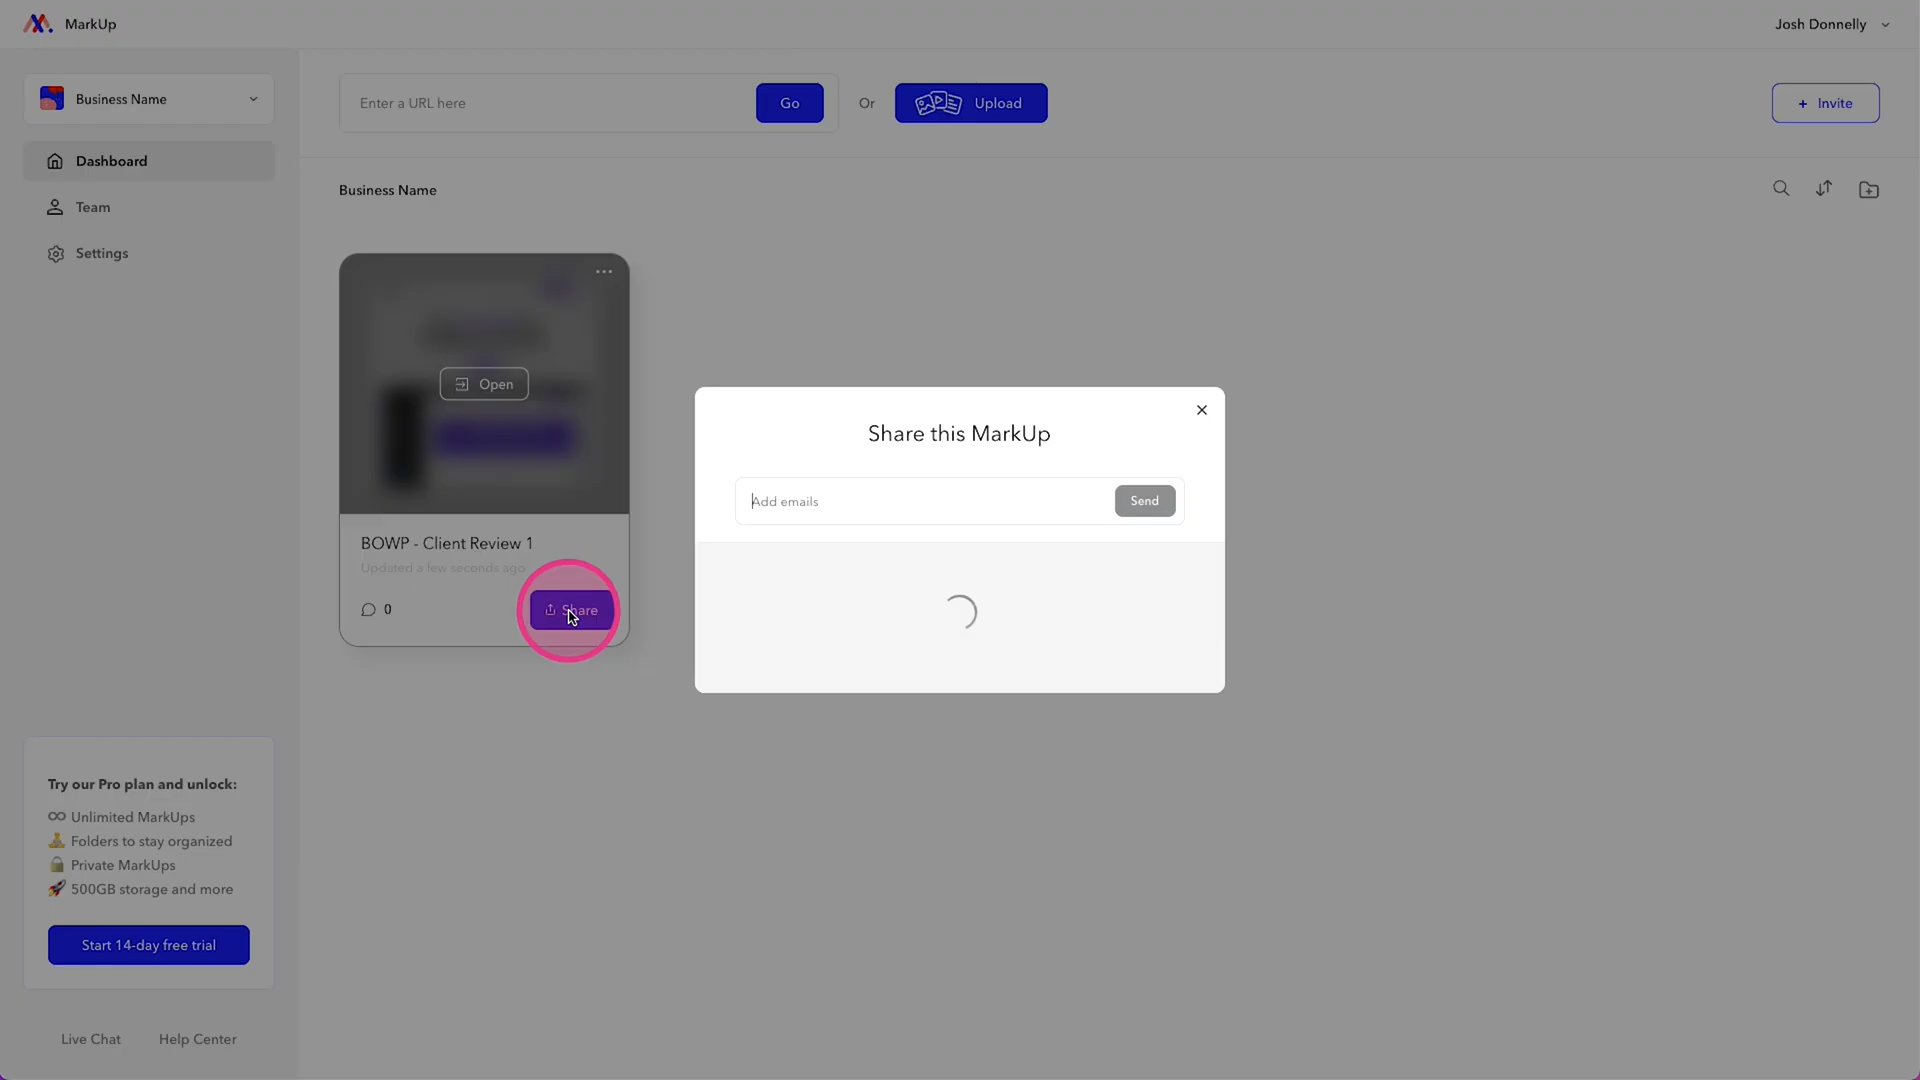 MarkUp
Josh Donnelly
Business Name
Enter a URL here
Go
Or
Upload
+ Invite
Dashboard
Team
Settings
Business Name
Open
BOWP - Client Review 1
Updated a few seconds ago
0
Share
Share this MarkUp
Add emails
Send
Try our Pro plan and unlock:
Unlimited MarkUps
Folders to stay organized
Private MarkUps
500GB storage and more
Start 14-day free trial
Live Chat
Help Center